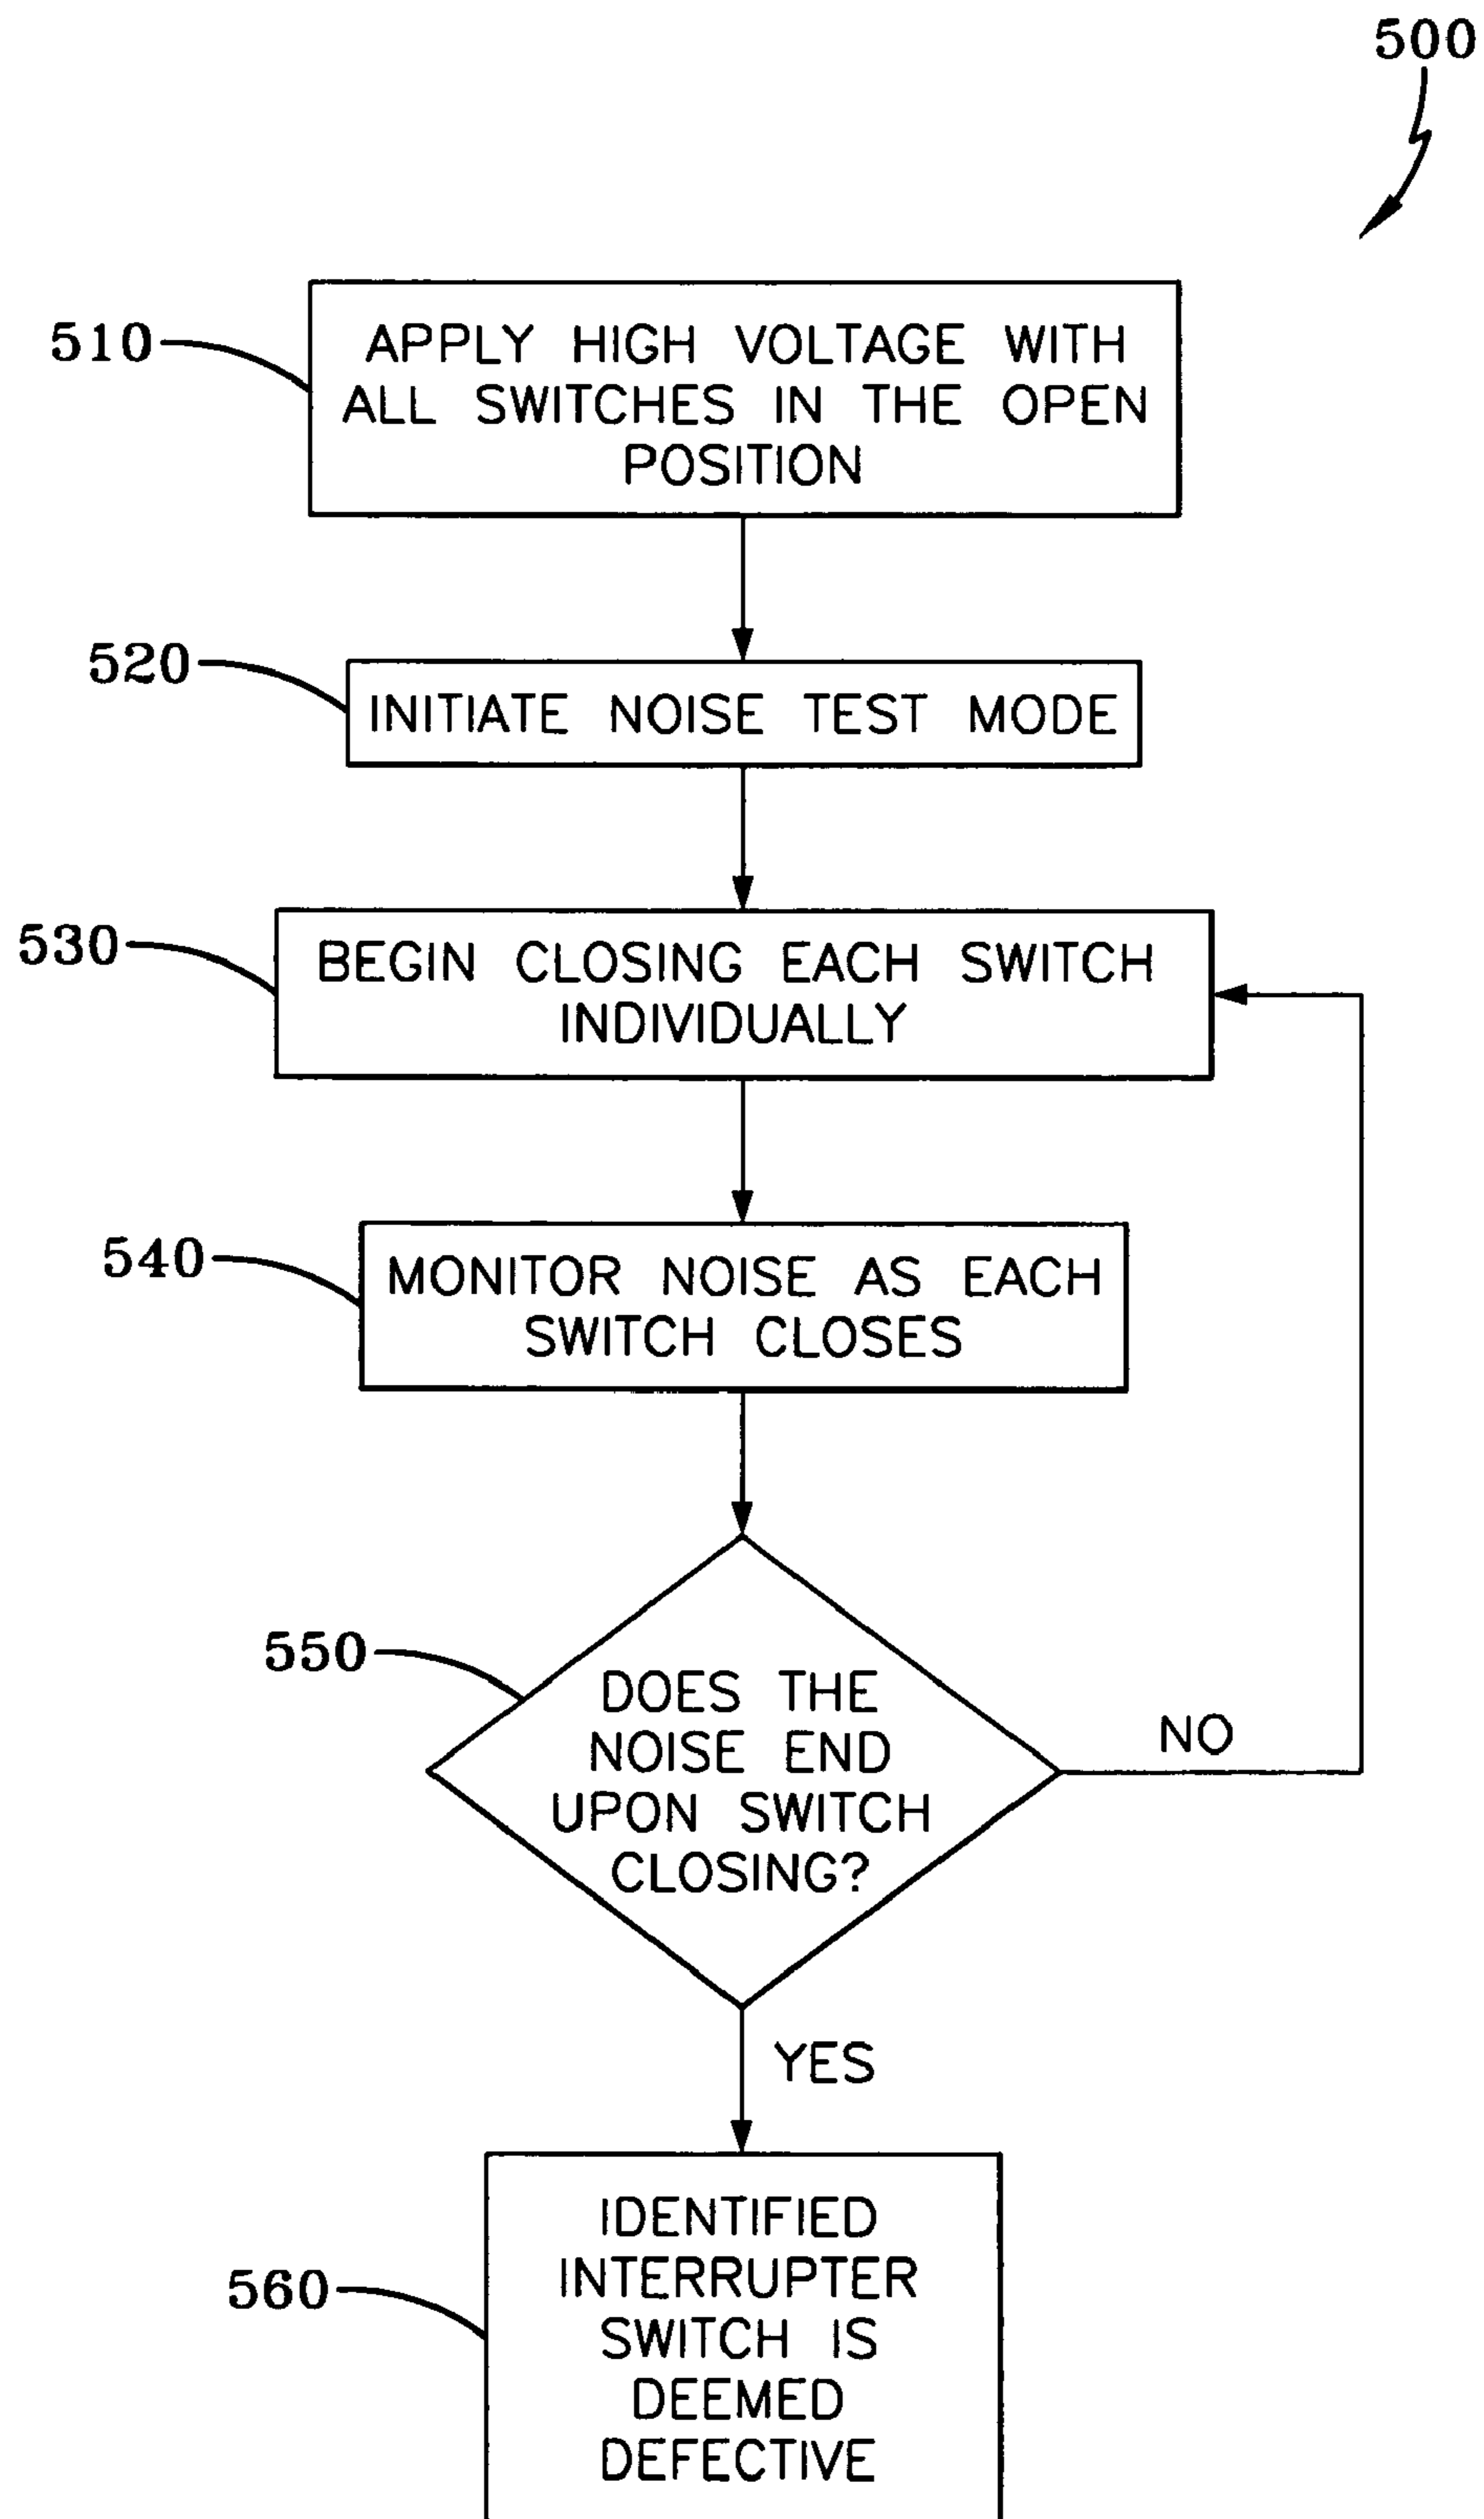 500
510
APPLY HIGH VOLTAGE WITH
ALL SWITCHES IN THE OPEN
POSITION
520
INITIATE NOISE TEST MODE
530
BEGIN CLOSING EACH SWITCH
INDIVIDUALLY
540
MONITOR NOISE AS EACH
SWITCH CLOSES
550
DOES THE
NOISE END
UPON SWITCH
CLOSING?
NO
YES
560
IDENTIFIED
INTERRUPTER
SWITCH IS
DEEMED
DEFECTIVE